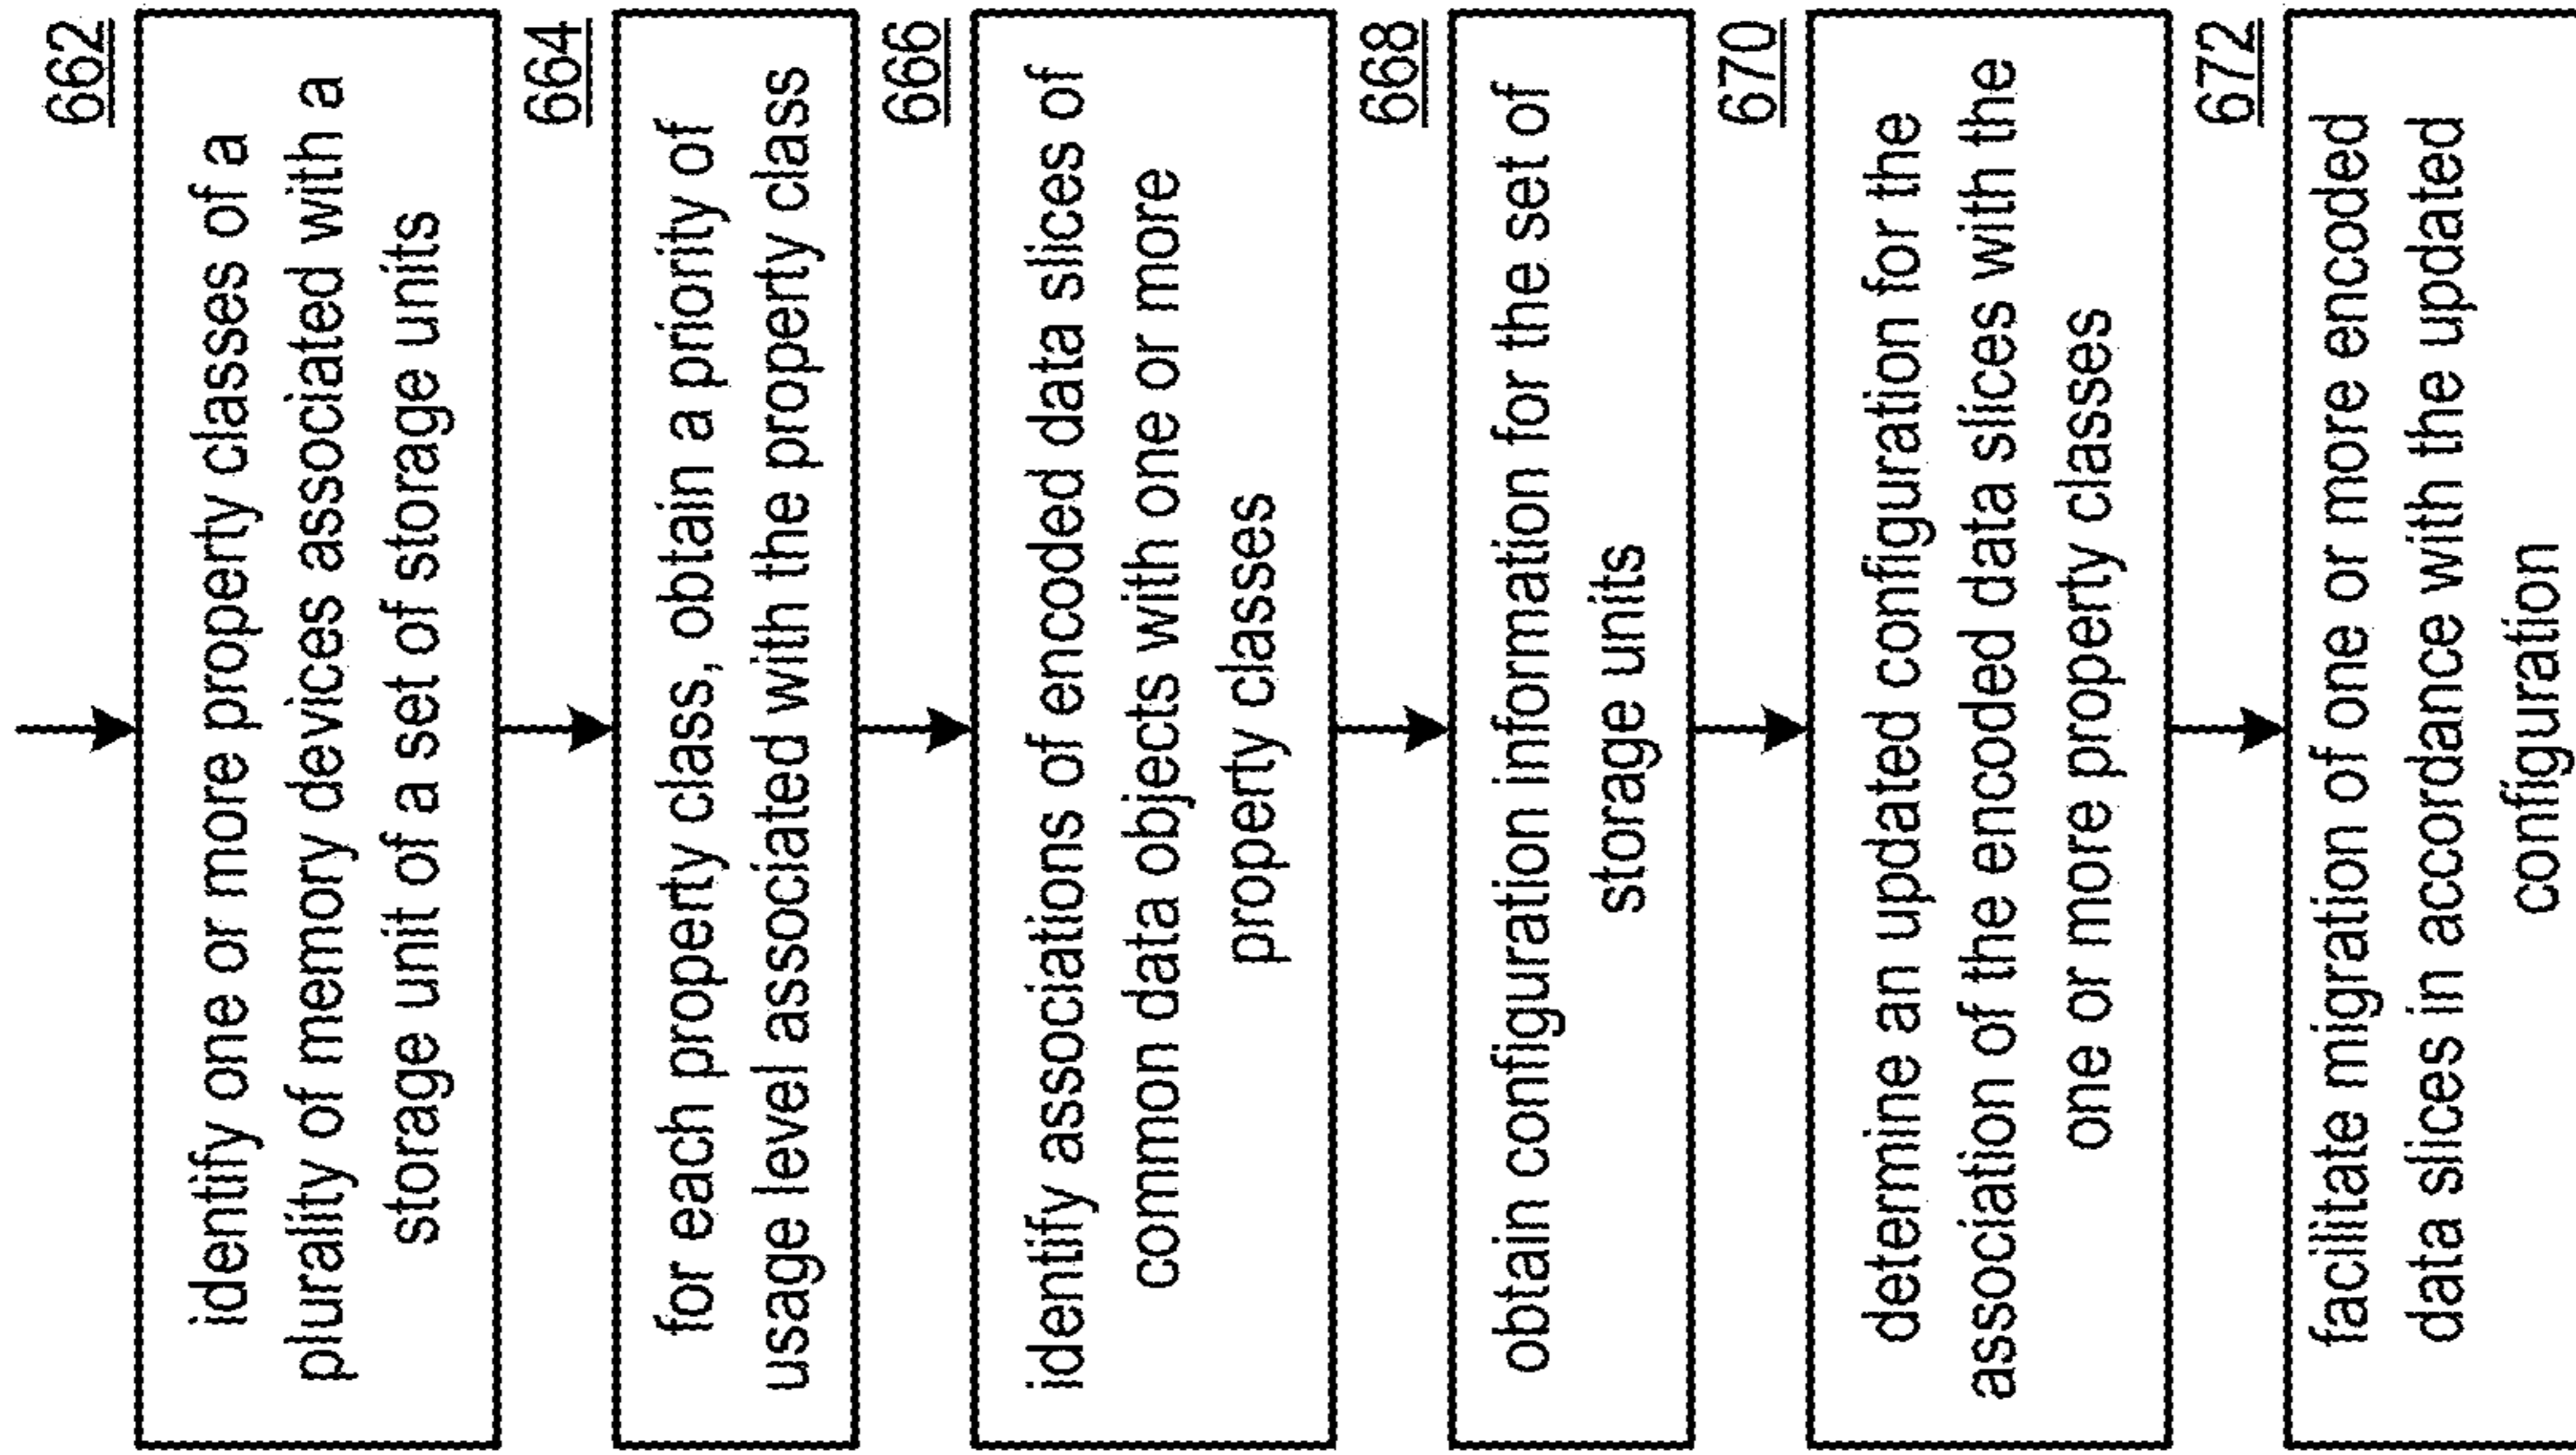 662
identify one or more property classes of a
plurality of memory devices associated with a
storage unit of a set of storage units
664
for each property class, obtain a priority of
usage level associated with the property class
666
identify associations of encoded data slices of
common data objects with one or more
property classes
668
obtain configuration information for the set of
storage units
670
determine an updated configuration for the
association of the encoded data slices with the
one or more property classes
672
facilitate migration of one or more encoded
data slices in accordance with the updated
configuration